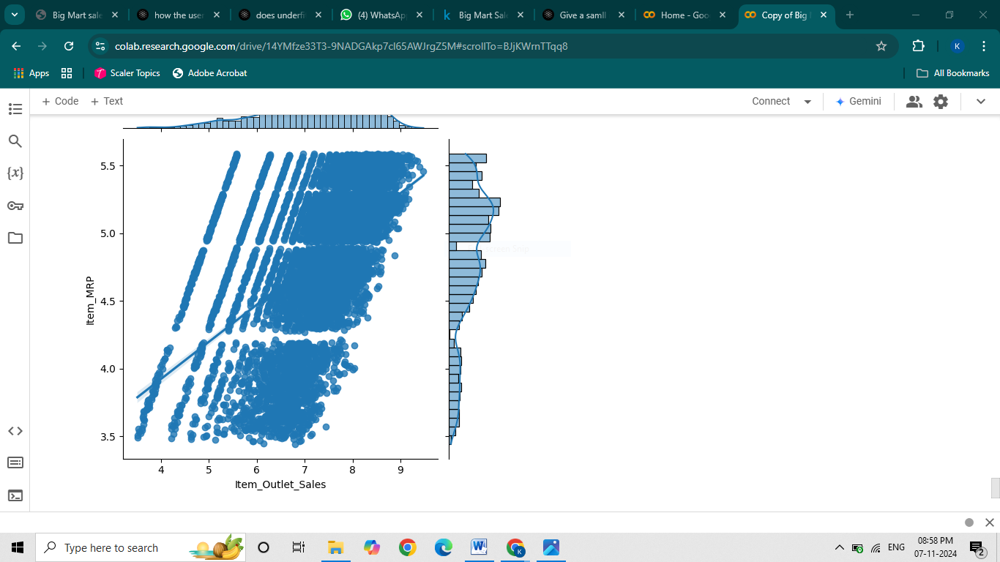 Big Mart sale
how the user
does underfi
(4) WhatsAp
Big Mart Sal
Give a samll
Home - Goo
Copy of Big
colab.research.google.com/drive/14YMfze33T3-9NADGAkp7cl65AWJrgZ5M#scrollTo=BJjKWrnTTqq8
K
Apps
Scaler Topics
Adobe Acrobat
All Bookmarks
+ Code
+ Text
Connect
Gemini
{x}
5.5
5.0
4.5
4.0
3.5
Item_MRP
4 5 6 7 8 9
Item_Outlet_Sales
screen Snip
Type here to search
W
K
ENG
08:58 PM
07-11-2024
2